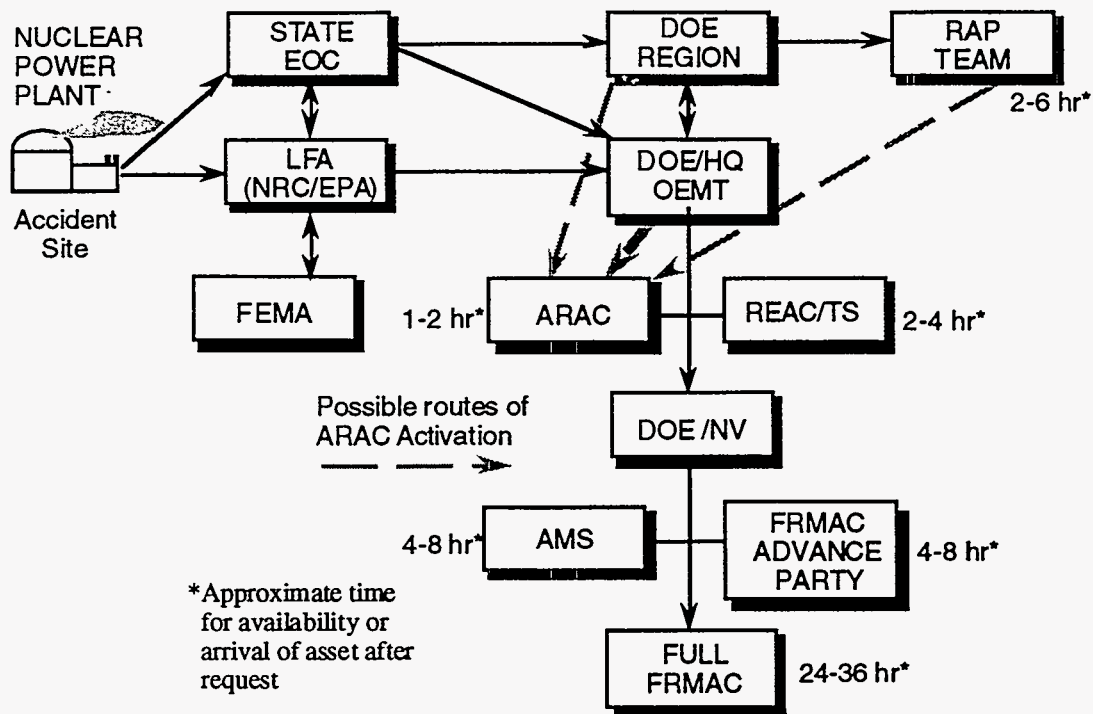 NUCLEAR
POWER
PLANT
Accident
Site
STATE
EOC
DOE
REGION
RAP
TEAM
2-6 hr*
LFA
(NRC/EPA)
DOE/HQ
OEMT
FEMA
1-2 hr*
ARAC
REAC/TS
2-4 hr*
Possible routes of
ARAC Activation
DOE/NV
4-8 hr*
AMS
FRMAC
ADVANCE
PARTY
4-8 hr*
*Approximate time
for availability or
arrival of asset after
request
FULL
FRMAC
24-36 hr*